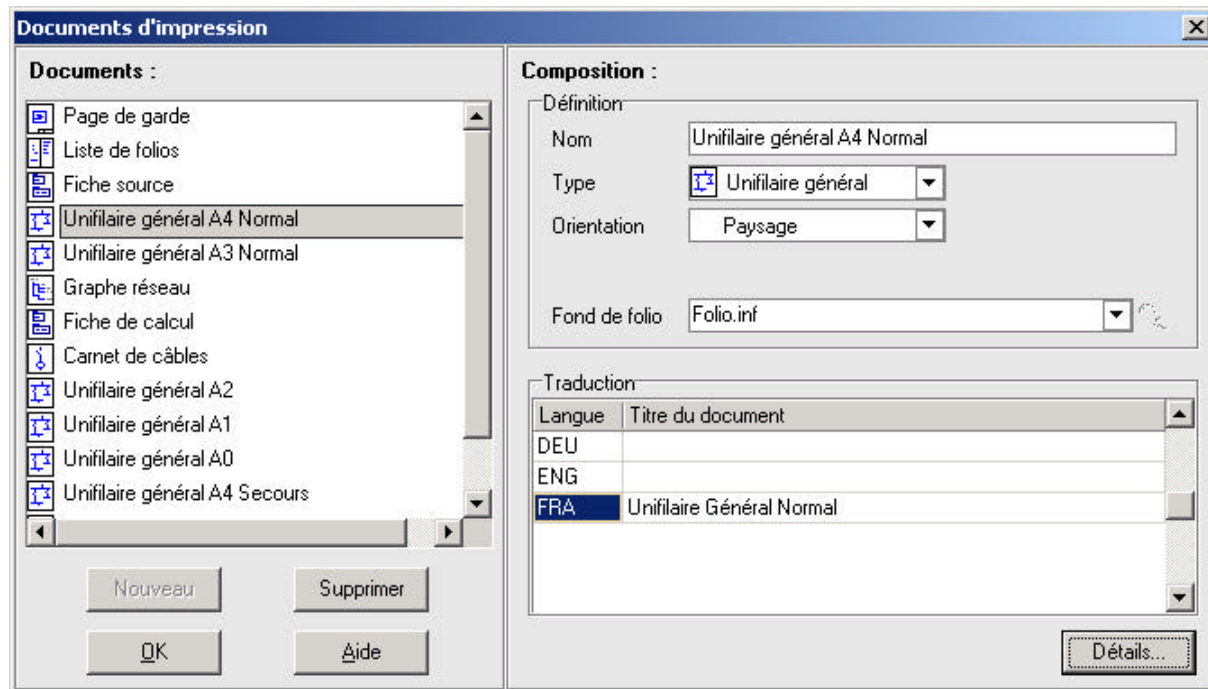 Documents d'impression
Documents :
Page de garde
Liste de folios
Fiche source
Unifilaire général A4 Normal
Unifilaire général A3 Normal
Graphe réseau
Fiche de calcul
Carnet de câbles
Unifilaire général A2
Unifilaire général A1
Unifilaire général A0
Unifilaire général A4 Secours
Nouveau
Supprimer
OK
Aide
Composition :
Définition
Nom
Unifilaire général A4 Normal
Type
Unifilaire général
Orientation
Paysage
Fond de folio
Folio.inf
Traduction
Langue Titre du document
DEU
ENG
FRA Unifilaire Général Normal
Détails...